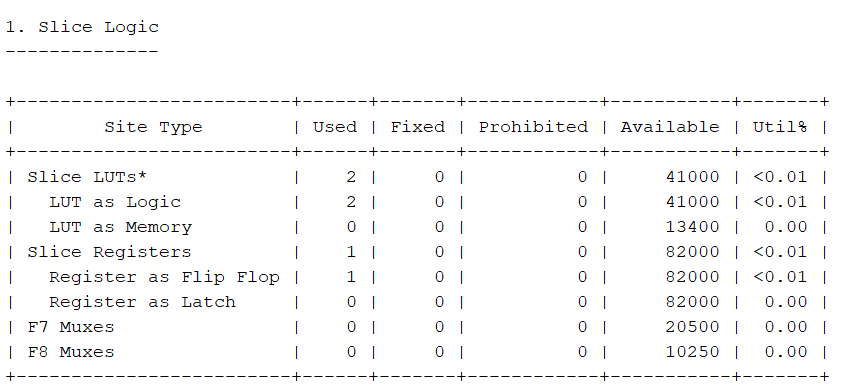 1. Slice Logic
--------------
+-------------------------+------+-------+------------+-----------+-------+
|        Site Type        | Used | Fixed | Prohibited | Available | Util% |
+-------------------------+------+-------+------------+-----------+-------+
| Slice LUTs*             |    2 |     0 |          0 |     41000 | <0.01 |
|   LUT as Logic          |    2 |     0 |          0 |     41000 | <0.01 |
|   LUT as Memory         |    0 |     0 |          0 |     13400 |  0.00 |
| Slice Registers         |    1 |     0 |          0 |     82000 | <0.01 |
|   Register as Flip Flop |    1 |     0 |          0 |     82000 | <0.01 |
|   Register as Latch     |    0 |     0 |          0 |     82000 |  0.00 |
| F7 Muxes                |    0 |     0 |          0 |     20500 |  0.00 |
| F8 Muxes                |    0 |     0 |          0 |     10250 |  0.00 |
+-------------------------+------+-------+------------+-----------+-------+